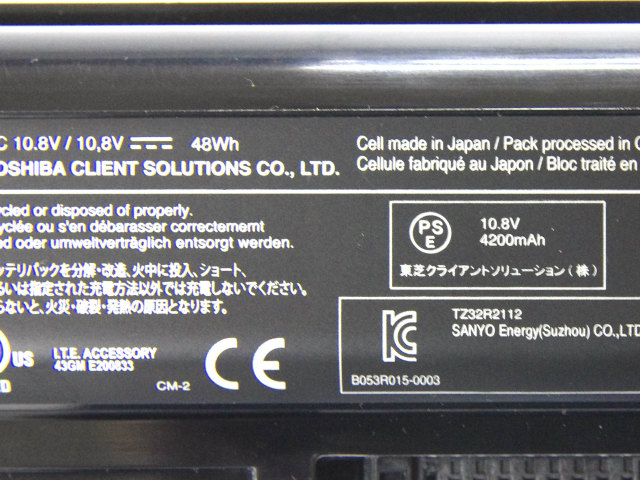 C 10.8V / 10,8V 48Wh
OSHIBA CLIENT SOLUTIONS CO., LTD.
Cell made in Japan / Pack processed in C
Cellule fabriqué au Japon / Bloc traité en
ycled or disposed of properly.
cyclée ou s'en débarasser correctememt
ed oder umweltverträglich entsorgt werden.
ッテリパックを分解・改造、火中に投入、ショート、
るいは指定された充電方法以外では充電しないでください。
らないと、火災・破裂・発熱の原因となります。
PS E
10.8V
4200mAh
東芝クライアントソリューション（株）
US
I.T.E. ACCESSORY
43GM E200833
CM-2
CE
TZ32R2112
SANYO Energy(Suzhou) CO.,LTD
B053R015-0003